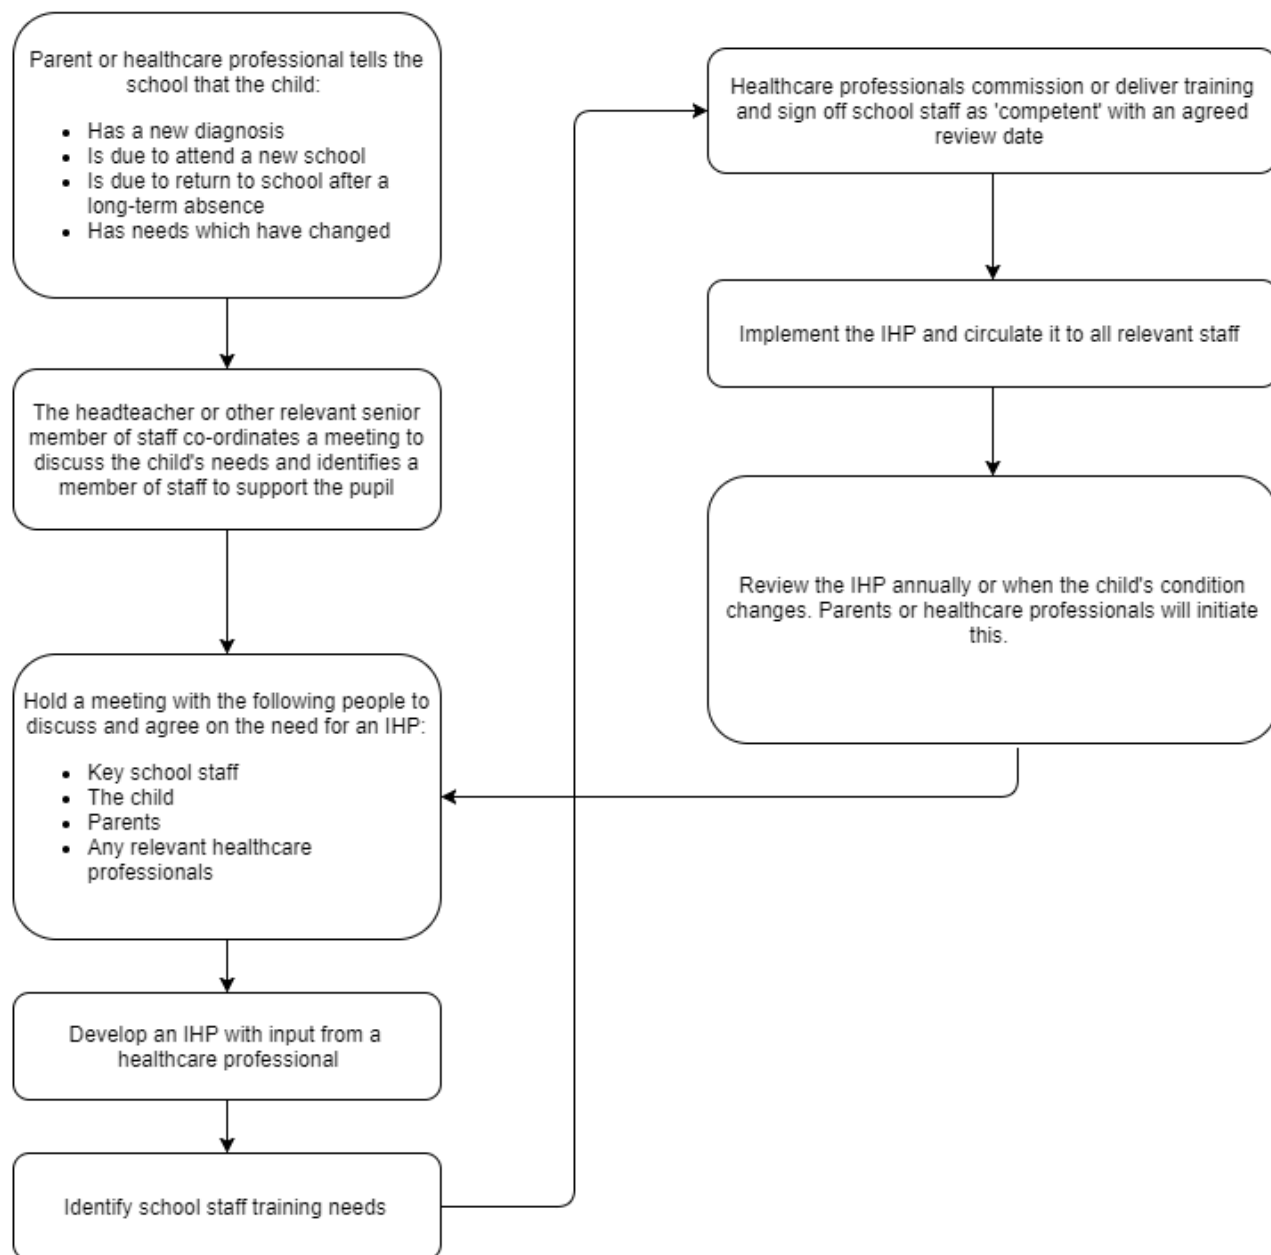 Parent or healthcare professional tells the
school that the child:
• Has a new diagnosis
• Is due to attend a new school
• Is due to return to school after a
long-term absence
• Has needs which have changed
The headteacher or other relevant senior
member of staff co-ordinates a meeting to
discuss the child's needs and identifies a
member of staff to support the pupil
Hold a meeting with the following people to
discuss and agree on the need for an IHP:
• Key school staff
• The child
• Parents
• Any relevant healthcare
professionals
Develop an IHP with input from a
healthcare professional
Identify school staff training needs
Healthcare professionals commission or deliver training
and sign off school staff as 'competent' with an agreed
review date
Implement the IHP and circulate it to all relevant staff
Review the IHP annually or when the child's condition
changes. Parents or healthcare professionals will initiate
this.